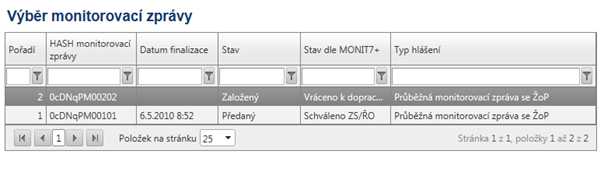 Výběr monitorovací zprávy
Pořadí HASH monitorovací zprávy Datum finalizace Stav Stav dle MONIT7+ Typ hlášení
2 0cDNqPM00202 Založený Vráceno k doprac... Průběžná monitorovací zpráva se ŽoP
1 0cDNqPM00101 6.5.2010 8:52 Předaný Schváleno ZS/ŘO Průběžná monitorovací zpráva se ŽoP
1 Položek na stránku 25 Stránka 1 z 1, položky 1 až 2 z 2